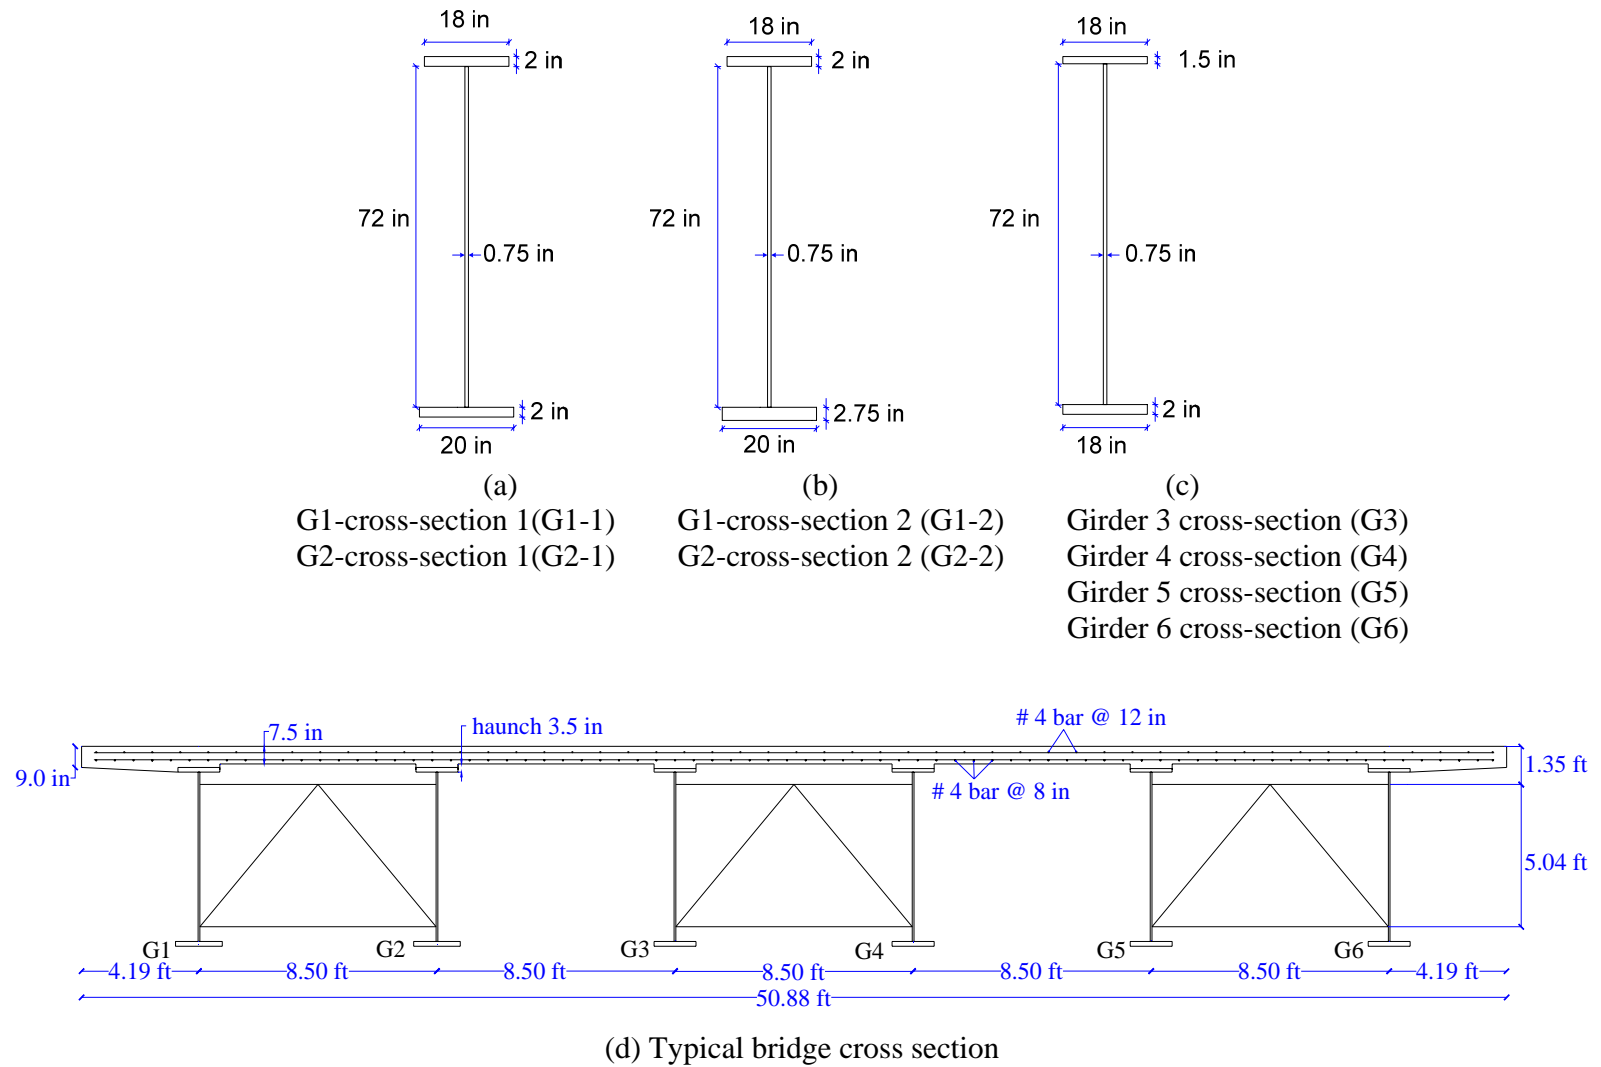 18 in
18 in
18 in
2 in
2 in
1.5 in
72 in
72 in
72 in
0.75 in
0.75 in
0.75 in
2 in
2.75 in
2 in
20 in
20 in
18 in
(a)
(b)
(c)
G1-cross-section 1(G1-1)
G2-cross-section 1(G2-1)
G1-cross-section 2 (G1-2)
G2-cross-section 2 (G2-2)
Girder 3 cross-section (G3)
Girder 4 cross-section (G4)
Girder 5 cross-section (G5)
Girder 6 cross-section (G6)
7.5 in
haunch 3.5 in
# 4 bar @ 12 in
9.0 in
# 4 bar @ 8 in
1.35 ft
5.04 ft
G1
G2
G3
G4
G5
G6
4.19 ft
8.50 ft
8.50 ft
8.50 ft
8.50 ft
8.50 ft
4.19 ft
50.88 ft
(d) Typical bridge cross section